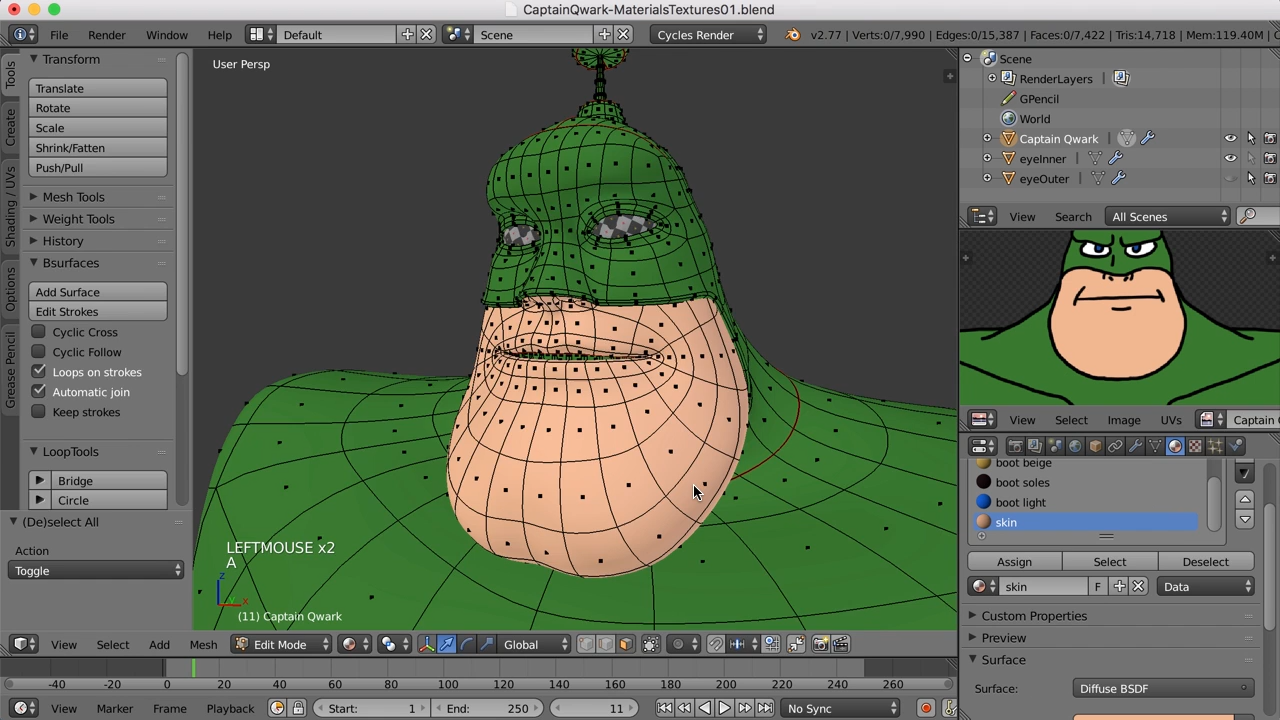 CaptainQwark-MaterialsTextures01.blend
File Render Window Help Default Scene Cycles Render v2.77 | Verts:0/7,990 | Edges:0/15,387 | Faces:0/7,422 | Tris:14,718 | Mem:119.40M |
Tools
Create
Shading / UVs
Options
Grease Pencil
Transform
Translate
Rotate
Scale
Shrink/Fatten
Push/Pull
Mesh Tools
Weight Tools
History
Bsurfaces
Add Surface
Edit Strokes
Cyclic Cross
Cyclic Follow
Loops on strokes
Automatic join
Keep strokes
LoopTools
Bridge
Circle
(De)select All
Action
Toggle
User Persp
LEFTMOUSE x2
A
z
x
(11) Captain Qwark
View Select Add Mesh Edit Mode Global
-40 -20 0 20 40 60 80 100 120 140 160 180 200 220 240 260
View Marker Frame Playback Start: 1 End: 250 11 No Sync
Scene
RenderLayers
GPencil
World
Captain Qwark
eyeInner
eyeOuter
View Search All Scenes
View Select Image UVs Captain
boot beige
boot soles
boot light
skin
Assign Select Deselect
skin F Data
Custom Properties
Preview
Surface
Surface: Diffuse BSDF